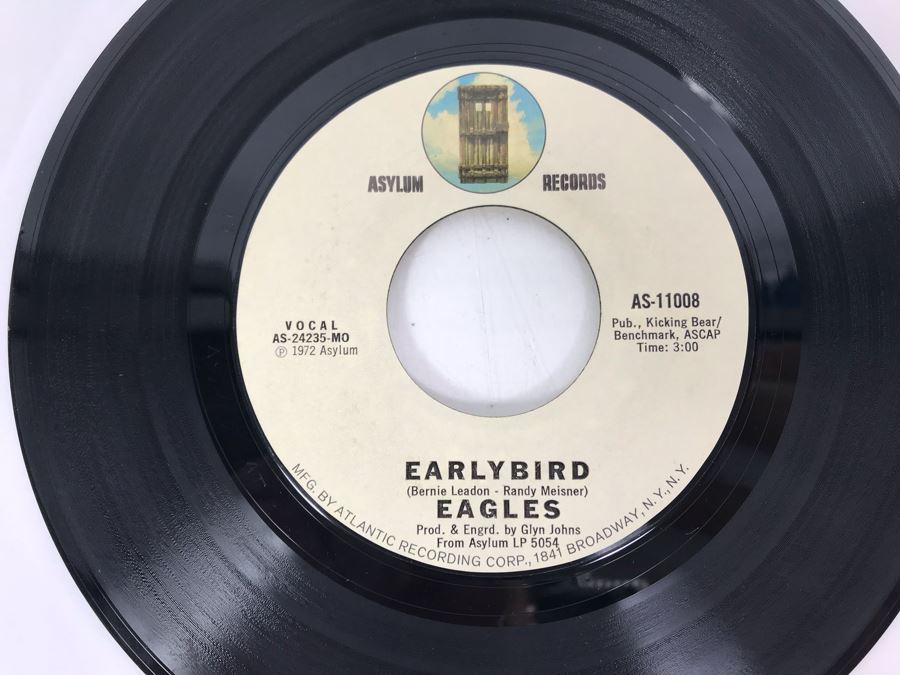 ASYLUM RECORDS
VOCAL
AS-24235-MO
℗ 1972 Asylum
AS-11008
Pub., Kicking Bear/
Benchmark, ASCAP
Time: 3:00
EARLYBIRD
(Bernie Leadon - Randy Meisner)
EAGLES
Prod. & Engrd. by Glyn Johns
From Asylum LP 5054
MFG. BY ATLANTIC RECORDING CORP., 1841 BROADWAY, N.Y., N.Y.